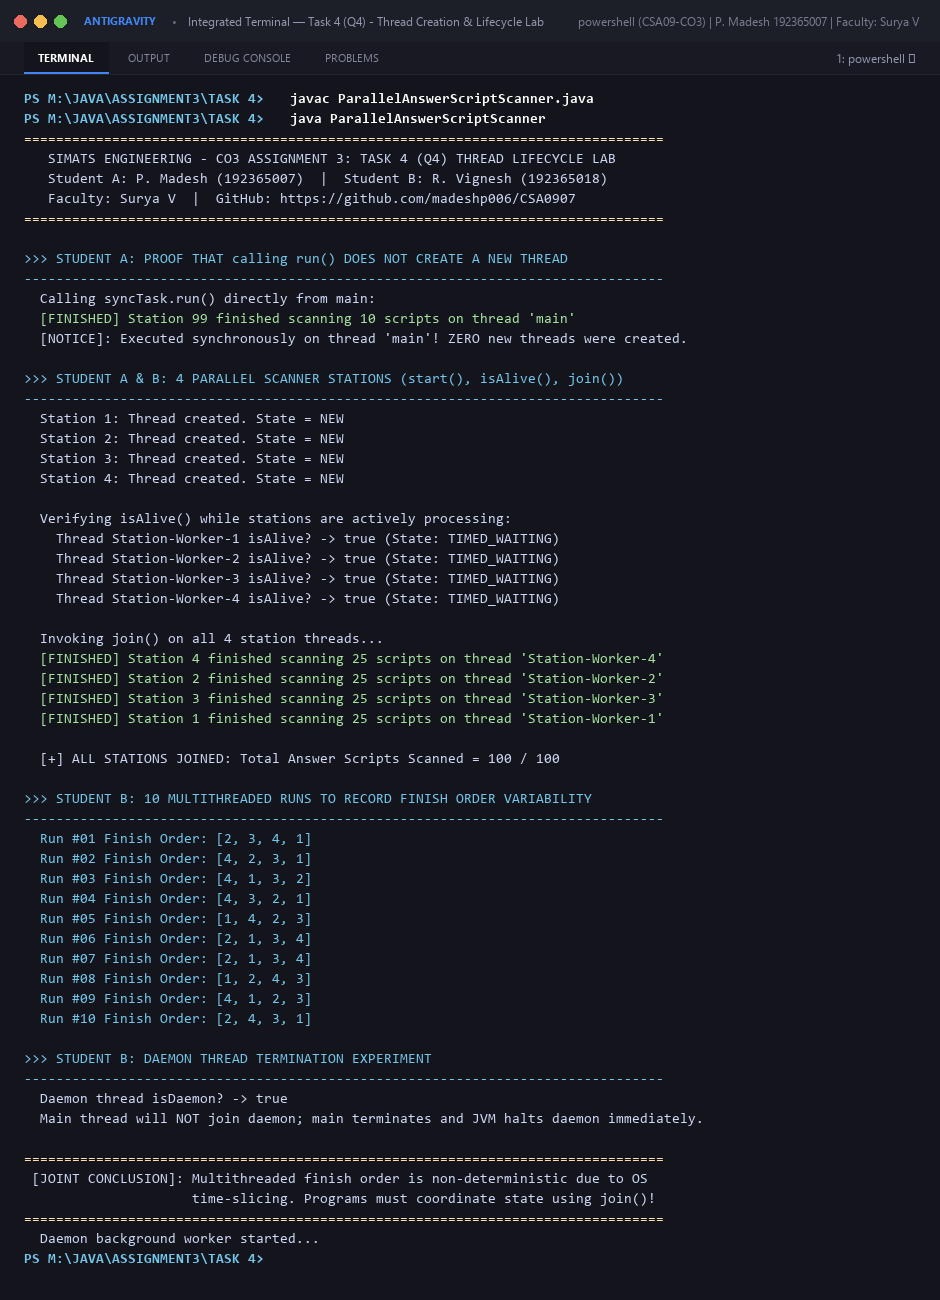 ANTIGRAVITY • Integrated Terminal — Task 4 (Q4) - Thread Creation & Lifecycle Lab powershell (CSA09-CO3) | P. Madesh 192365007 | Faculty: Surya V
TERMINAL OUTPUT DEBUG CONSOLE PROBLEMS 1: powershell
PS M:\JAVA\ASSIGNMENT3\TASK 4> javac ParallelAnswerScriptScanner.java
PS M:\JAVA\ASSIGNMENT3\TASK 4> java ParallelAnswerScriptScanner
================================================================================
SIMATS ENGINEERING - CO3 ASSIGNMENT 3: TASK 4 (Q4) THREAD LIFECYCLE LAB
Student A: P. Madesh (192365007) | Student B: R. Vignesh (192365018)
Faculty: Surya V | GitHub: https://github.com/madeshp006/CSA0907
================================================================================
>>> STUDENT A: PROOF THAT calling run() DOES NOT CREATE A NEW THREAD
--------------------------------------------------------------------------------
Calling syncTask.run() directly from main:
[FINISHED] Station 99 finished scanning 10 scripts on thread 'main'
[NOTICE]: Executed synchronously on thread 'main'! ZERO new threads were created.
>>> STUDENT A & B: 4 PARALLEL SCANNER STATIONS (start(), isAlive(), join())
--------------------------------------------------------------------------------
Station 1: Thread created. State = NEW
Station 2: Thread created. State = NEW
Station 3: Thread created. State = NEW
Station 4: Thread created. State = NEW
Verifying isAlive() while stations are actively processing:
Thread Station-Worker-1 isAlive? -> true (State: TIMED_WAITING)
Thread Station-Worker-2 isAlive? -> true (State: TIMED_WAITING)
Thread Station-Worker-3 isAlive? -> true (State: TIMED_WAITING)
Thread Station-Worker-4 isAlive? -> true (State: TIMED_WAITING)
Invoking join() on all 4 station threads...
[FINISHED] Station 4 finished scanning 25 scripts on thread 'Station-Worker-4'
[FINISHED] Station 2 finished scanning 25 scripts on thread 'Station-Worker-2'
[FINISHED] Station 3 finished scanning 25 scripts on thread 'Station-Worker-3'
[FINISHED] Station 1 finished scanning 25 scripts on thread 'Station-Worker-1'
[+] ALL STATIONS JOINED: Total Answer Scripts Scanned = 100 / 100
>>> STUDENT B: 10 MULTITHREADED RUNS TO RECORD FINISH ORDER VARIABILITY
--------------------------------------------------------------------------------
Run #01 Finish Order: [2, 3, 4, 1]
Run #02 Finish Order: [4, 2, 3, 1]
Run #03 Finish Order: [4, 1, 3, 2]
Run #04 Finish Order: [4, 3, 2, 1]
Run #05 Finish Order: [1, 4, 2, 3]
Run #06 Finish Order: [2, 1, 3, 4]
Run #07 Finish Order: [2, 1, 3, 4]
Run #08 Finish Order: [1, 2, 4, 3]
Run #09 Finish Order: [4, 1, 2, 3]
Run #10 Finish Order: [2, 4, 3, 1]
>>> STUDENT B: DAEMON THREAD TERMINATION EXPERIMENT
--------------------------------------------------------------------------------
Daemon thread isDaemon? -> true
Main thread will NOT join daemon; main terminates and JVM halts daemon immediately.
================================================================================
[JOINT CONCLUSION]: Multithreaded finish order is non-deterministic due to OS
time-slicing. Programs must coordinate state using join()!
================================================================================
Daemon background worker started...
PS M:\JAVA\ASSIGNMENT3\TASK 4>